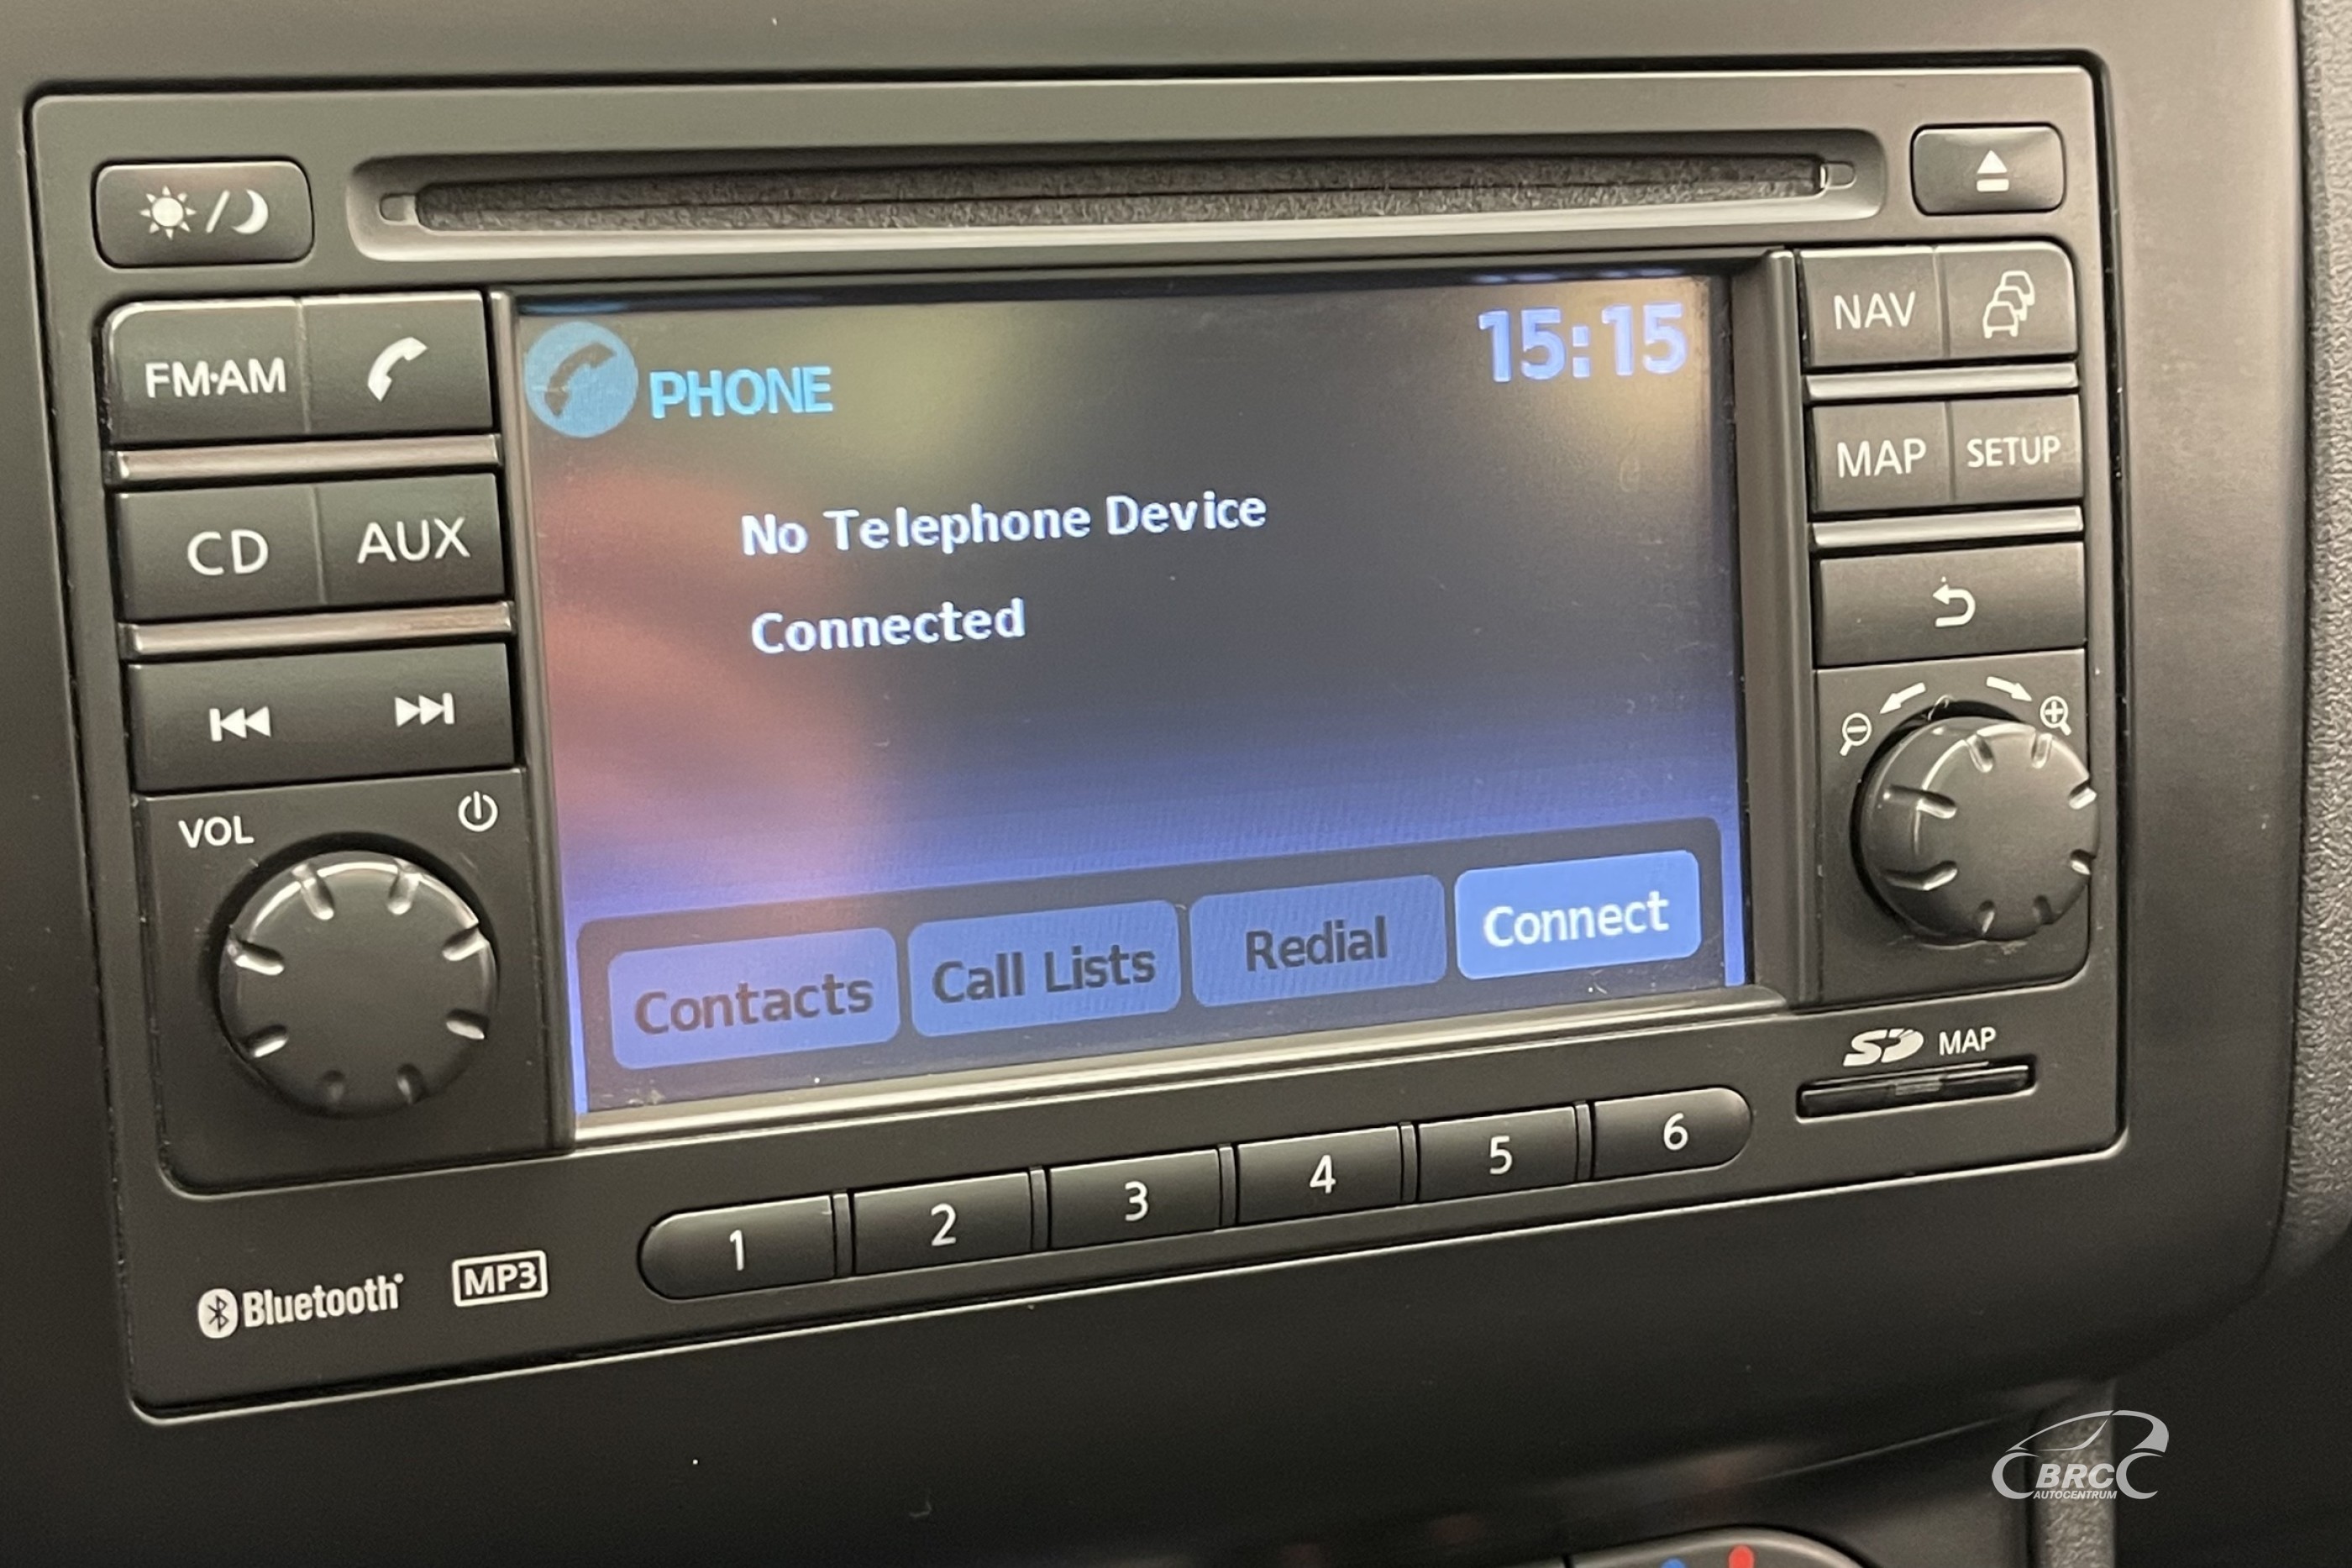 FM·AM
CD
AUX
VOL
PHONE
15:15
No Telephone Device
Connected
Contacts
Call Lists
Redial
Connect
NAV
MAP
SETUP
SD MAP
1
2
3
4
5
6
Bluetooth
MP3
BRC
AUTOCENTRUM